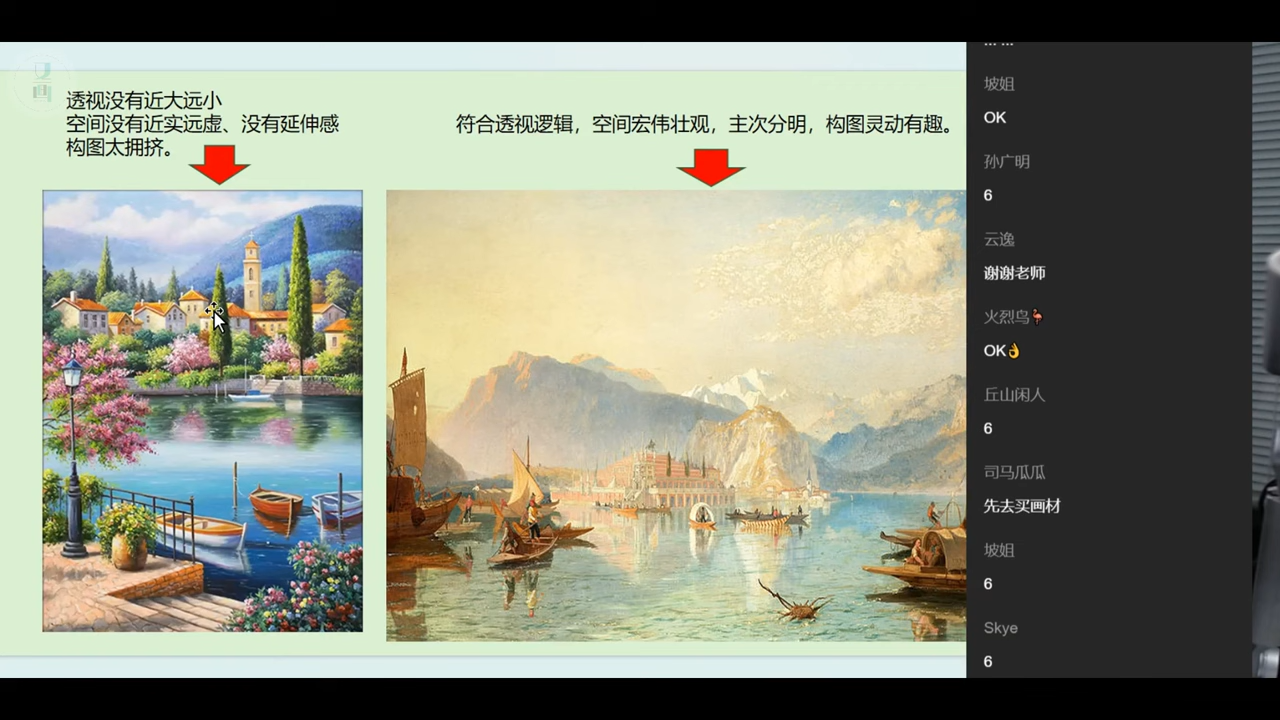 透视没有近大远小
空间没有近实远虚、没有延伸感
构图太拥挤。
符合透视逻辑，空间宏伟壮观，主次分明，构图灵动有趣。
坡姐
OK
孙广明
6
云逸
谢谢老师
火烈鸟🦩
OK👌
丘山闲人
6
司马瓜瓜
先去买画材
坡姐
6
Skye
6